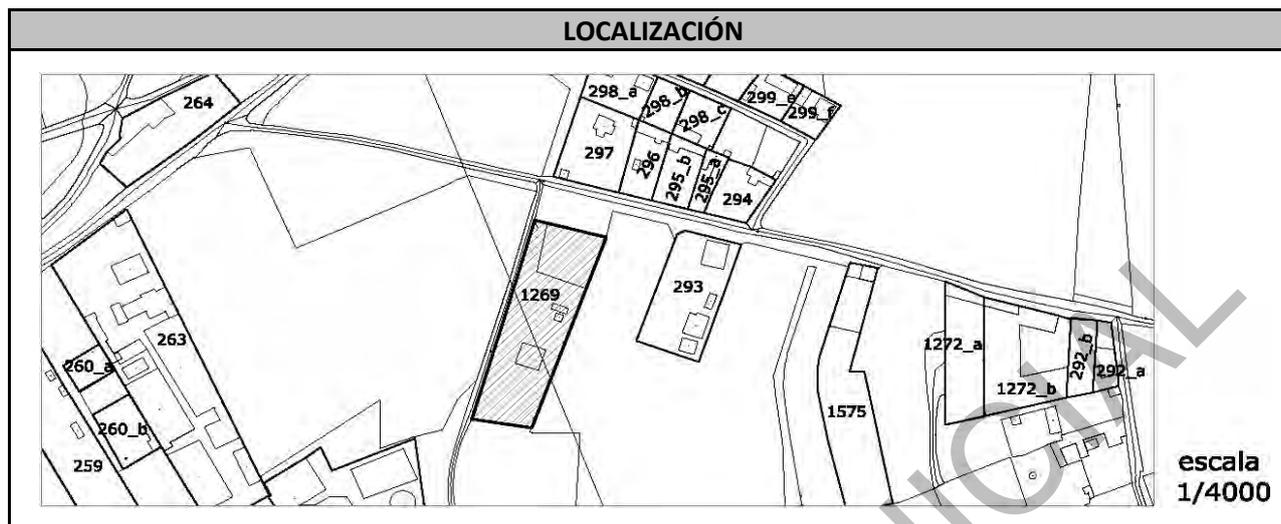 LOCALIZACIÓN
264
298_a
298_b
298_c
299_e
299_f
297
296
295_b
295_a
294
1269
293
263
260_a
260_b
259
1272_a
1272_b
292_b
292_a
1575
escala
1/4000